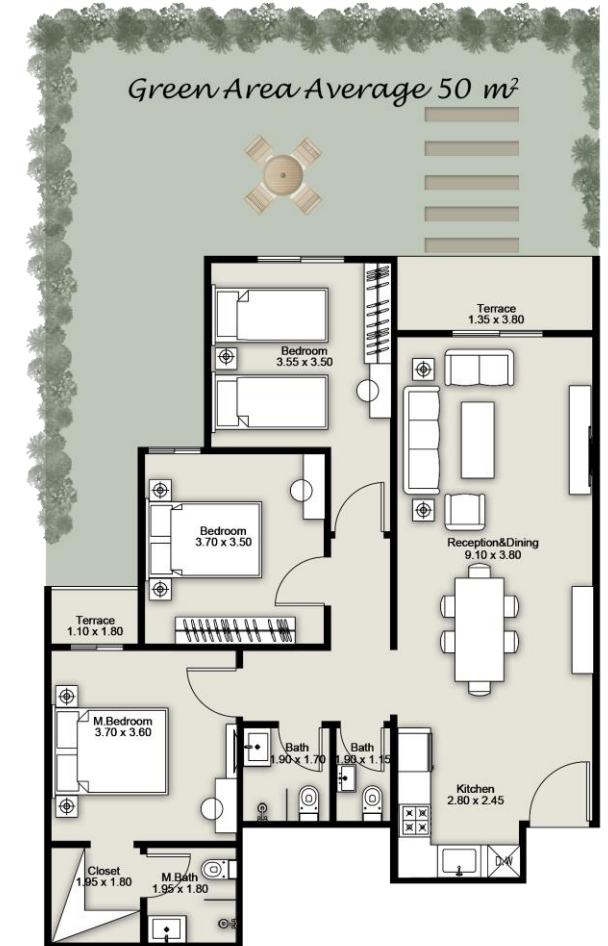 Green Area Average 50 m²
Terrace
1.35 x 3.80
Bedroom
3.55 x 3.50
Bedroom
3.70 x 3.50
Reception&Dining
9.10 x 3.80
Terrace
1.10 x 1.80
M.Bedroom
3.70 x 3.60
Bath
1.90 x 1.70
Bath
1.90 x 1.15
Kitchen
2.80 x 2.45
Closet
1.95 x 1.80
M.Bath
1.95 x 1.80
D.W